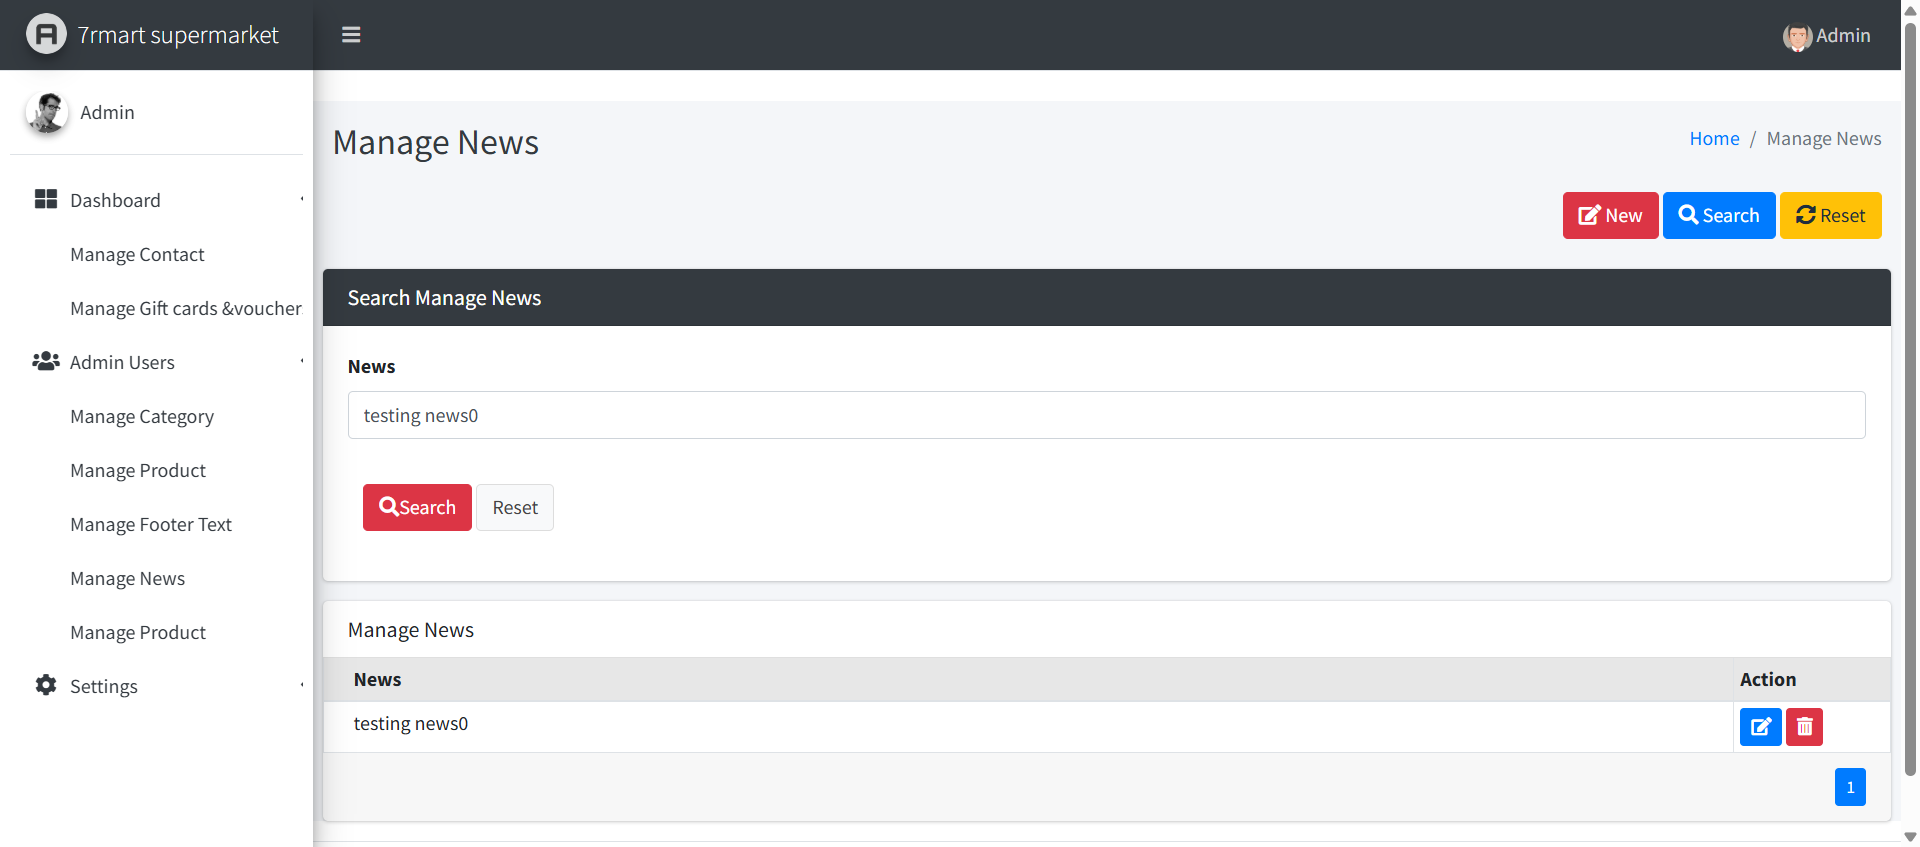 7rmart supermarket
Admin
Admin
Dashboard
Manage Contact
Manage Gift cards &voucher
Admin Users
Manage Category
Manage Product
Manage Footer Text
Manage News
Manage Product
Settings
Manage News
Home / Manage News
New Search Reset
Search Manage News
News
testing news0
Search Reset
Manage News
News Action
testing news0
1